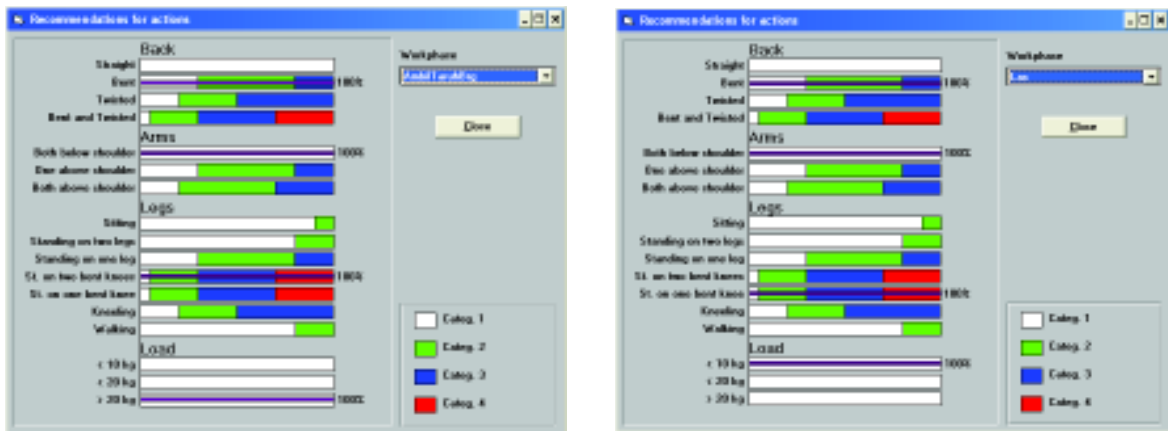 Recommendations for actions
Back
Straight
Bent
100%
Twisted
Bent and Twisted
Arms
Both below shoulder
100%
One above shoulder
Both above shoulder
Legs
Sitting
Standing on two legs
Standing on one leg
St. on two bent knees
100%
St. on one bent knee
Kneeling
Walking
Load
< 10 kg
< 20 kg
> 20 kg
100%
Workphase
Close
Categ. 1
Categ. 2
Categ. 3
Categ. 4
Recommendations for actions
Back
Straight
Bent
100%
Twisted
Bent and Twisted
Arms
Both below shoulder
100%
One above shoulder
Both above shoulder
Legs
Sitting
Standing on two legs
Standing on one leg
St. on two bent knees
St. on one bent knee
100%
Kneeling
Walking
Load
< 10 kg
100%
< 20 kg
> 20 kg
Workphase
Close
Categ. 1
Categ. 2
Categ. 3
Categ. 4